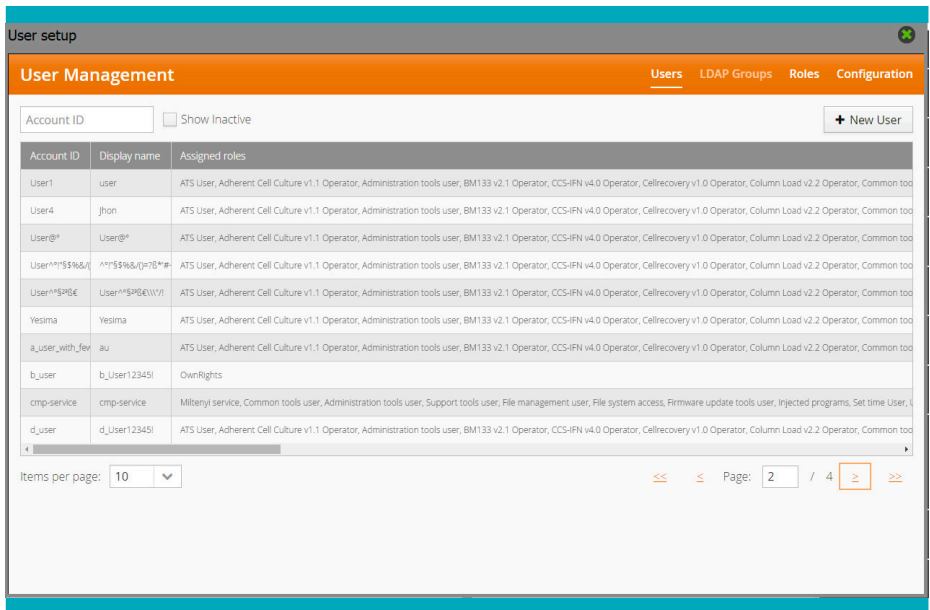 User setup
User Management
Users LDAP Groups Roles Configuration
Account ID Show Inactive + New User
Account ID Display name Assigned roles
User1 user ATS User, Adherent Cell Culture v1.1 Operator, Administration tools user, BM133 v2.1 Operator, CCS-IFN v4.0 Operator, Cellrecovery v1.0 Operator, Column Load v2.2 Operator, Common too
User4 Jhon ATS User, Adherent Cell Culture v1.1 Operator, Administration tools user, BM133 v2.1 Operator, CCS-IFN v4.0 Operator, Cellrecovery v1.0 Operator, Column Load v2.2 Operator, Common too
User@° User@° ATS User, Adherent Cell Culture v1.1 Operator, Administration tools user, BM133 v2.1 Operator, CCS-IFN v4.0 Operator, Cellrecovery v1.0 Operator, Column Load v2.2 Operator, Common too
ATS User, Adherent Cell Culture v1.1 Operator, Administration tools user, BM133 v2.1 Operator, CCS-IFN v4.0 Operator, Cellrecovery v1.0 Operator, Column Load v2.2 Operator, Common too
ATS User, Adherent Cell Culture v1.1 Operator, Administration tools user, BM133 v2.1 Operator, CCS-IFN v4.0 Operator, Cellrecovery v1.0 Operator, Column Load v2.2 Operator, Common too
Yesima Yesima ATS User, Adherent Cell Culture v1.1 Operator, Administration tools user, BM133 v2.1 Operator, CCS-IFN v4.0 Operator, Cellrecovery v1.0 Operator, Column Load v2.2 Operator, Common too
a_user_with_few au ATS User, Adherent Cell Culture v1.1 Operator, Administration tools user, BM133 v2.1 Operator, CCS-IFN v4.0 Operator, Cellrecovery v1.0 Operator, Column Load v2.2 Operator, Common too
b_user b_User12345! OwnRights
cmp-service cmp-service Miltenyi service, Common tools user, Administration tools user, Support tools user, File management user, File system access, Firmware update tools user, Injected programs, Set time User,
d_user d_User12345! ATS User, Adherent Cell Culture v1.1 Operator, Administration tools user, BM133 v2.1 Operator, CCS-IFN v4.0 Operator, Cellrecovery v1.0 Operator, Column Load v2.2 Operator, Common too
Items per page: 10 << < Page: 2 / 4 > >>